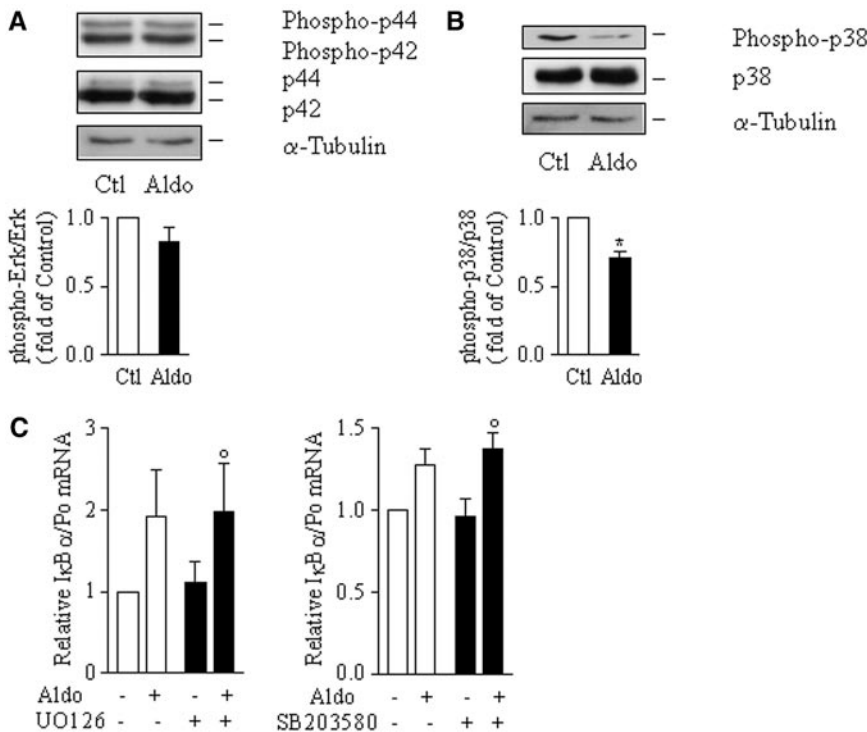 A
Phospho-p44
Phospho-p42
p44
p42
α-Tubulin
Ctl Aldo
phospho-Erk/Erk
( fold of Control)
1.0
0.5
0.0
Ctl Aldo
B
Phospho-p38
p38
α-Tubulin
Ctl Aldo
phospho-p38/p38
( fold of Control)
1.0
0.5
0.0
*
Ctl Aldo
C
Relative IκB α/Po mRNA
3
2
1
0
°
Aldo - + - +
UO126 + +
Relative IκB α/Po mRNA
1.5
1.0
0.5
0.0
°
Aldo - + - +
SB203580 + +